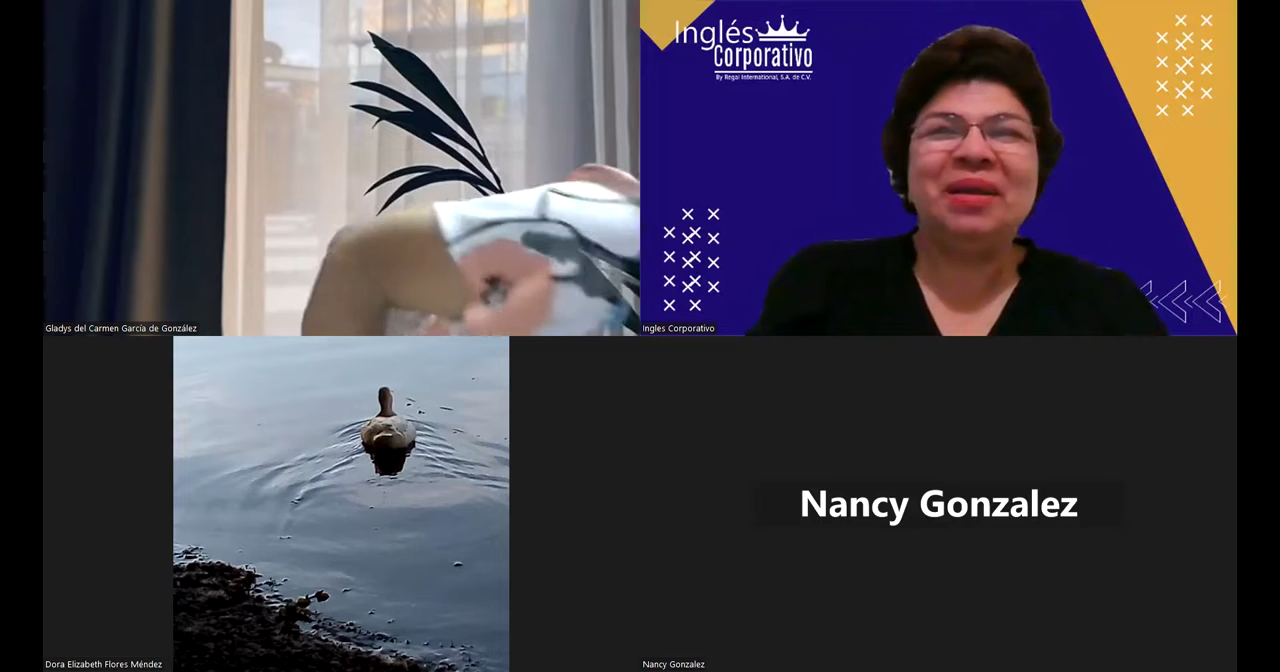 Inglés
Corporativo
By Regal International, S.A. de C.V.
Gladys del Carmen García de González
Ingles Corporativo
Nancy Gonzalez
Dora Elizabeth Flores Méndez
Nancy Gonzalez